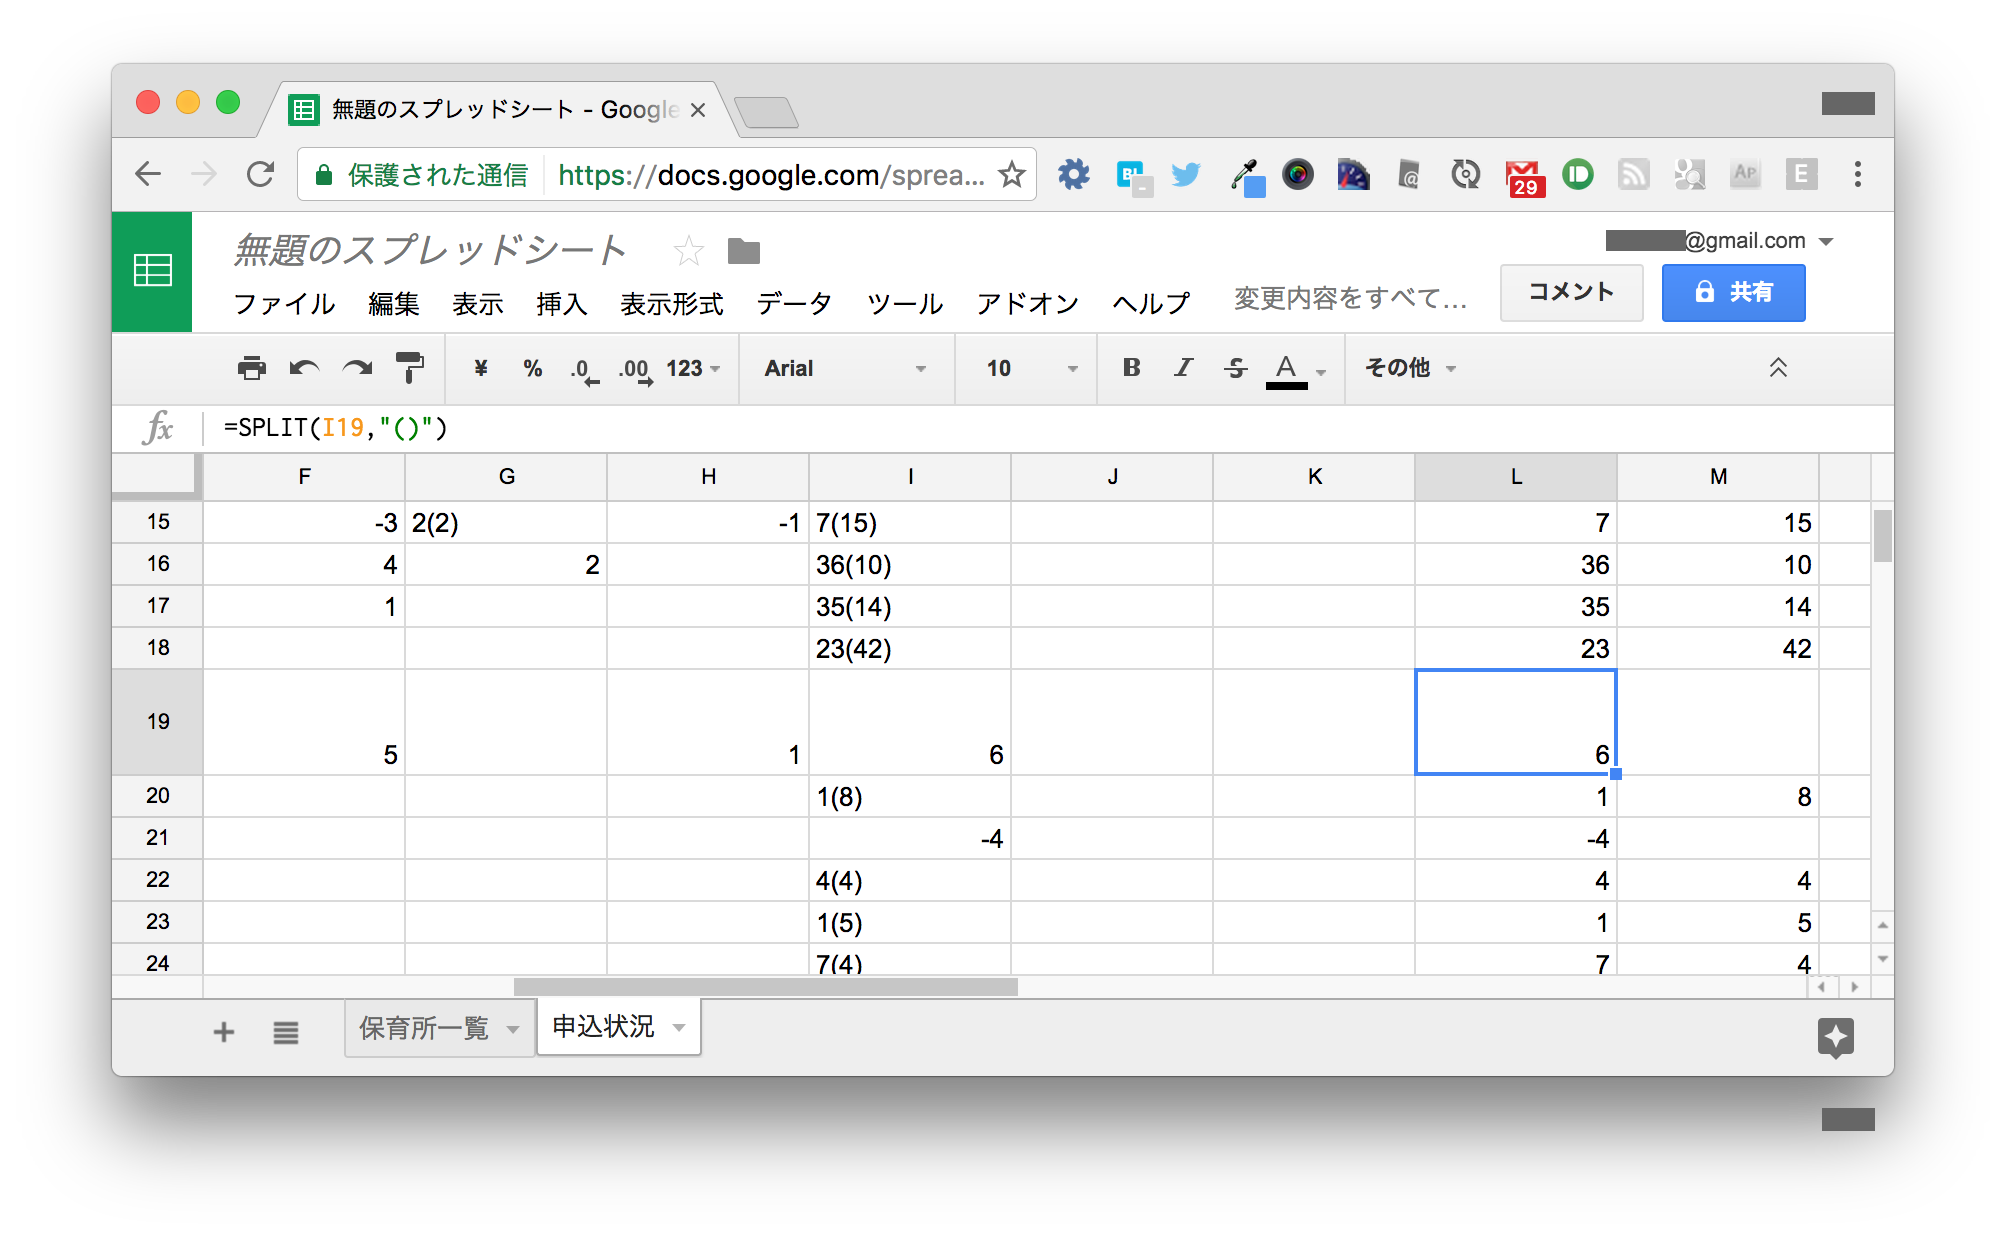 無題のスプレッドシート - Google
保護された通信 https://docs.google.com/sprea...
B! 29 AP E
無題のスプレッドシート
@gmail.com
ファイル 編集 表示 挿入 表示形式 データ ツール アドオン ヘルプ 変更内容をすべて... コメント 共有
¥ % .0 .00 123 Arial 10 B I S A その他
fx =SPLIT(I19,"()")
F G H I J K L M
15 -3 2(2) -1 7(15) 7 15
16 4 2 36(10) 36 10
17 1 35(14) 35 14
18 23(42) 23 42
19 5 1 6 6
20 1(8) 1 8
21 -4 -4
22 4(4) 4 4
23 1(5) 1 5
24 7(4) 7 4
保育所一覧 申込状況